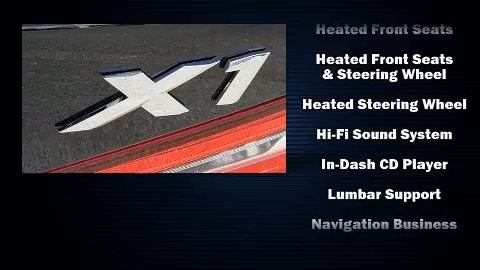 X1
Heated Front Seats
Heated Front Seats
& Steering Wheel
Heated Steering Wheel
Hi-Fi Sound System
In-Dash CD Player
Lumbar Support
Navigation Business